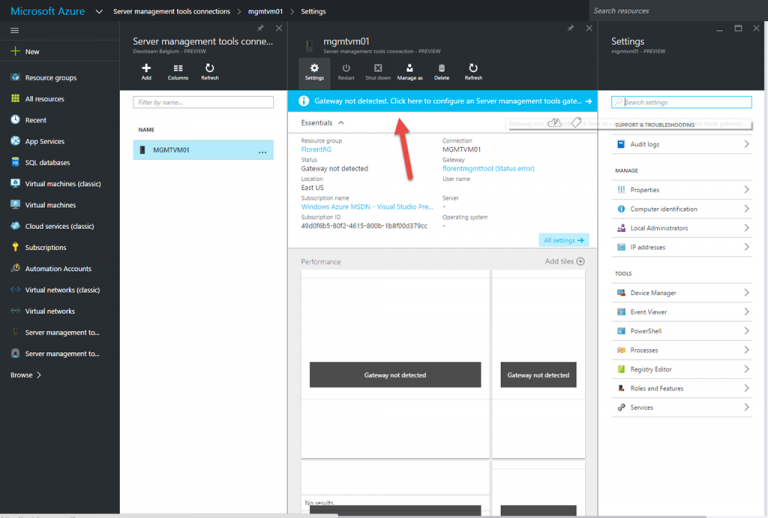 Microsoft Azure
Server management tools connections
mgmtvm01
Settings
Search resources
New
Resource groups
All resources
Recent
App Services
SQL databases
Virtual machines (classic)
Virtual machines
Cloud services (classic)
Subscriptions
Automation Accounts
Virtual networks (classic)
Virtual networks
Server management to...
Server management to...
Browse
Server management tools conne...
Devoteam Belgium - PREVIEW
Add
Columns
Refresh
Filter by name...
NAME
MGMTVM01
...
mgmtvm01
Server management tools connection - PREVIEW
Settings
Restart
Shut down
Manage as
Delete
Refresh
Gateway not detected. Click here to configure an Server management tools gate...
Essentials
Resource group
FlorentRG
Status
Gateway not detected
Location
East US
Subscription name
Windows Azure MSDN - Visual Studio Pre...
Subscription ID
49d0f6b5-80f2-4615-800b-1b8f00d379cc
Connection
MGMTVM01
Gateway
florentmgmttool (Status error)
User name
Server
-
Operating system
-
All settings
Performance
Add tiles
Gateway not detected
Gateway not detected
No results
Settings
mgmtvm01 - PREVIEW
Search settings
SUPPORT & TROUBLESHOOTING
Audit logs
MANAGE
Properties
Computer identification
Local Administrators
IP addresses
TOOLS
Device Manager
Event Viewer
PowerShell
Processes
Registry Editor
Roles and Features
Services